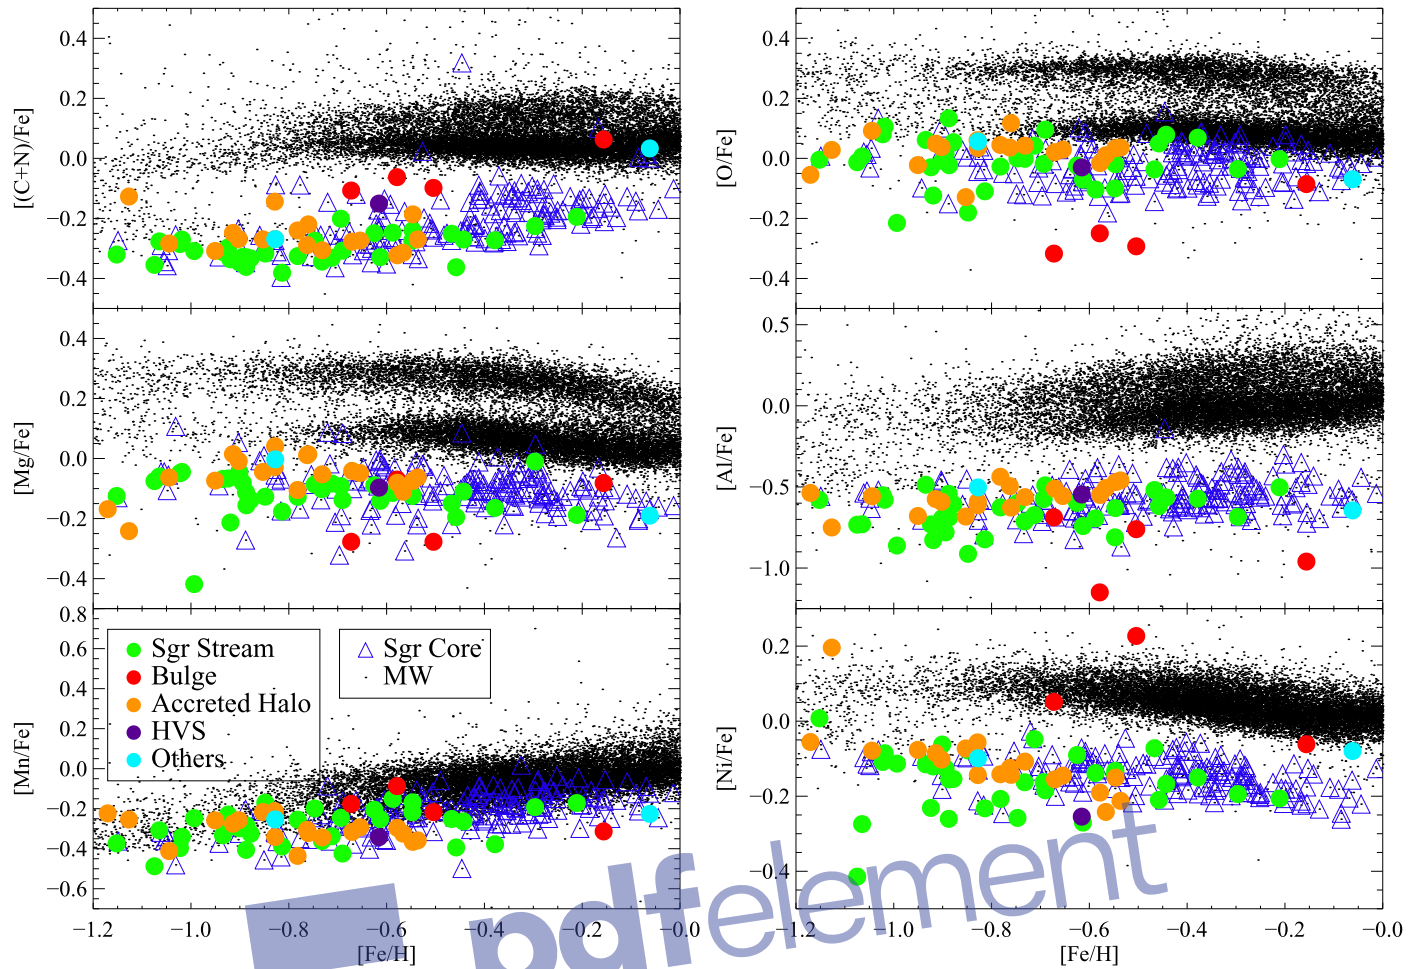 0.4
0.2
0.0
−0.2
−0.4
[(C+N)/Fe]
0.4
0.2
0.0
−0.2
−0.4
[O/Fe]
0.4
0.2
0.0
−0.2
−0.4
[Mg/Fe]
0.5
0.0
−0.5
−1.0
[Al/Fe]
0.8
0.6
0.4
0.2
0.0
−0.2
−0.4
−0.6
[Mn/Fe]
Sgr Stream
Bulge
Accreted Halo
HVS
Others
Sgr Core
MW
0.2
0.0
−0.2
−0.4
[Ni/Fe]
−1.2 −1.0 −0.8 −0.6 −0.4 −0.2 −0.0
[Fe/H]
−1.2 −1.0 −0.8 −0.6 −0.4 −0.2 −0.0
[Fe/H]
pdfelement